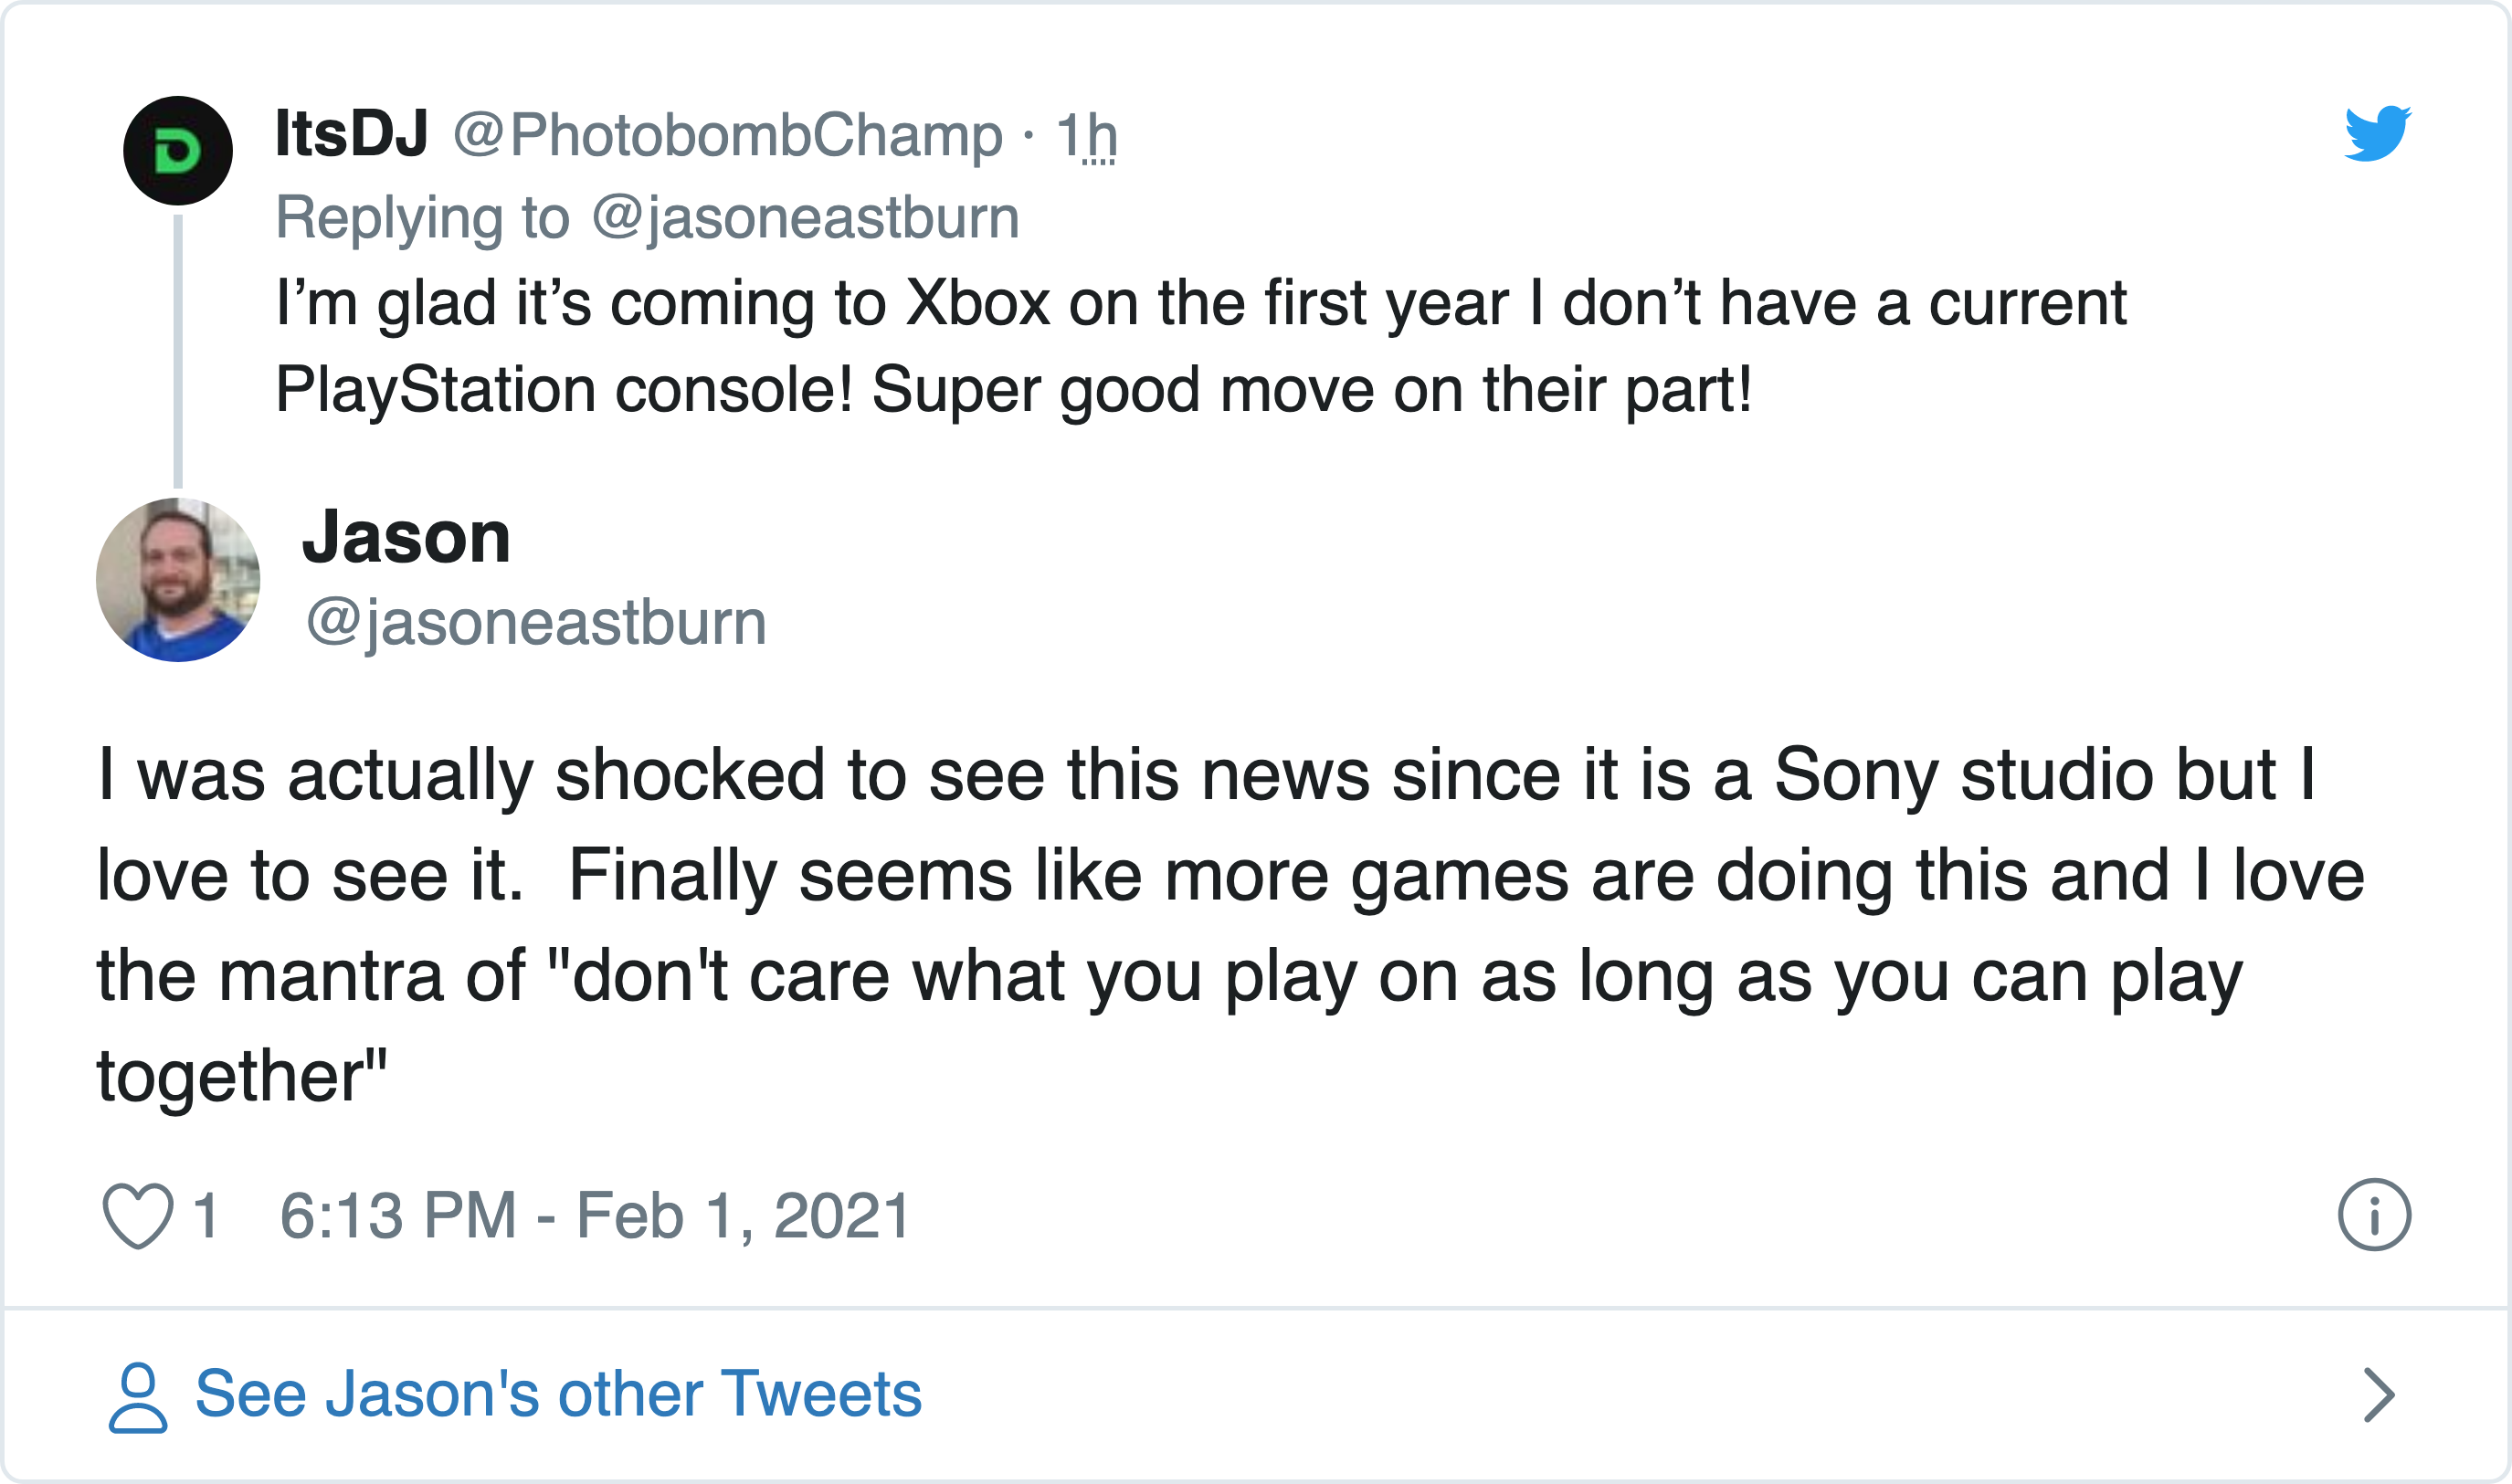 ItsDJ @PhotobombChamp · 1h
Replying to @jasoneastburn
I’m glad it’s coming to Xbox on the first year I don’t have a current
PlayStation console! Super good move on their part!
Jason
@jasoneastburn
I was actually shocked to see this news since it is a Sony studio but I
love to see it.  Finally seems like more games are doing this and I love
the mantra of "don't care what you play on as long as you can play
together"
1 6:13 PM - Feb 1, 2021
See Jason's other Tweets